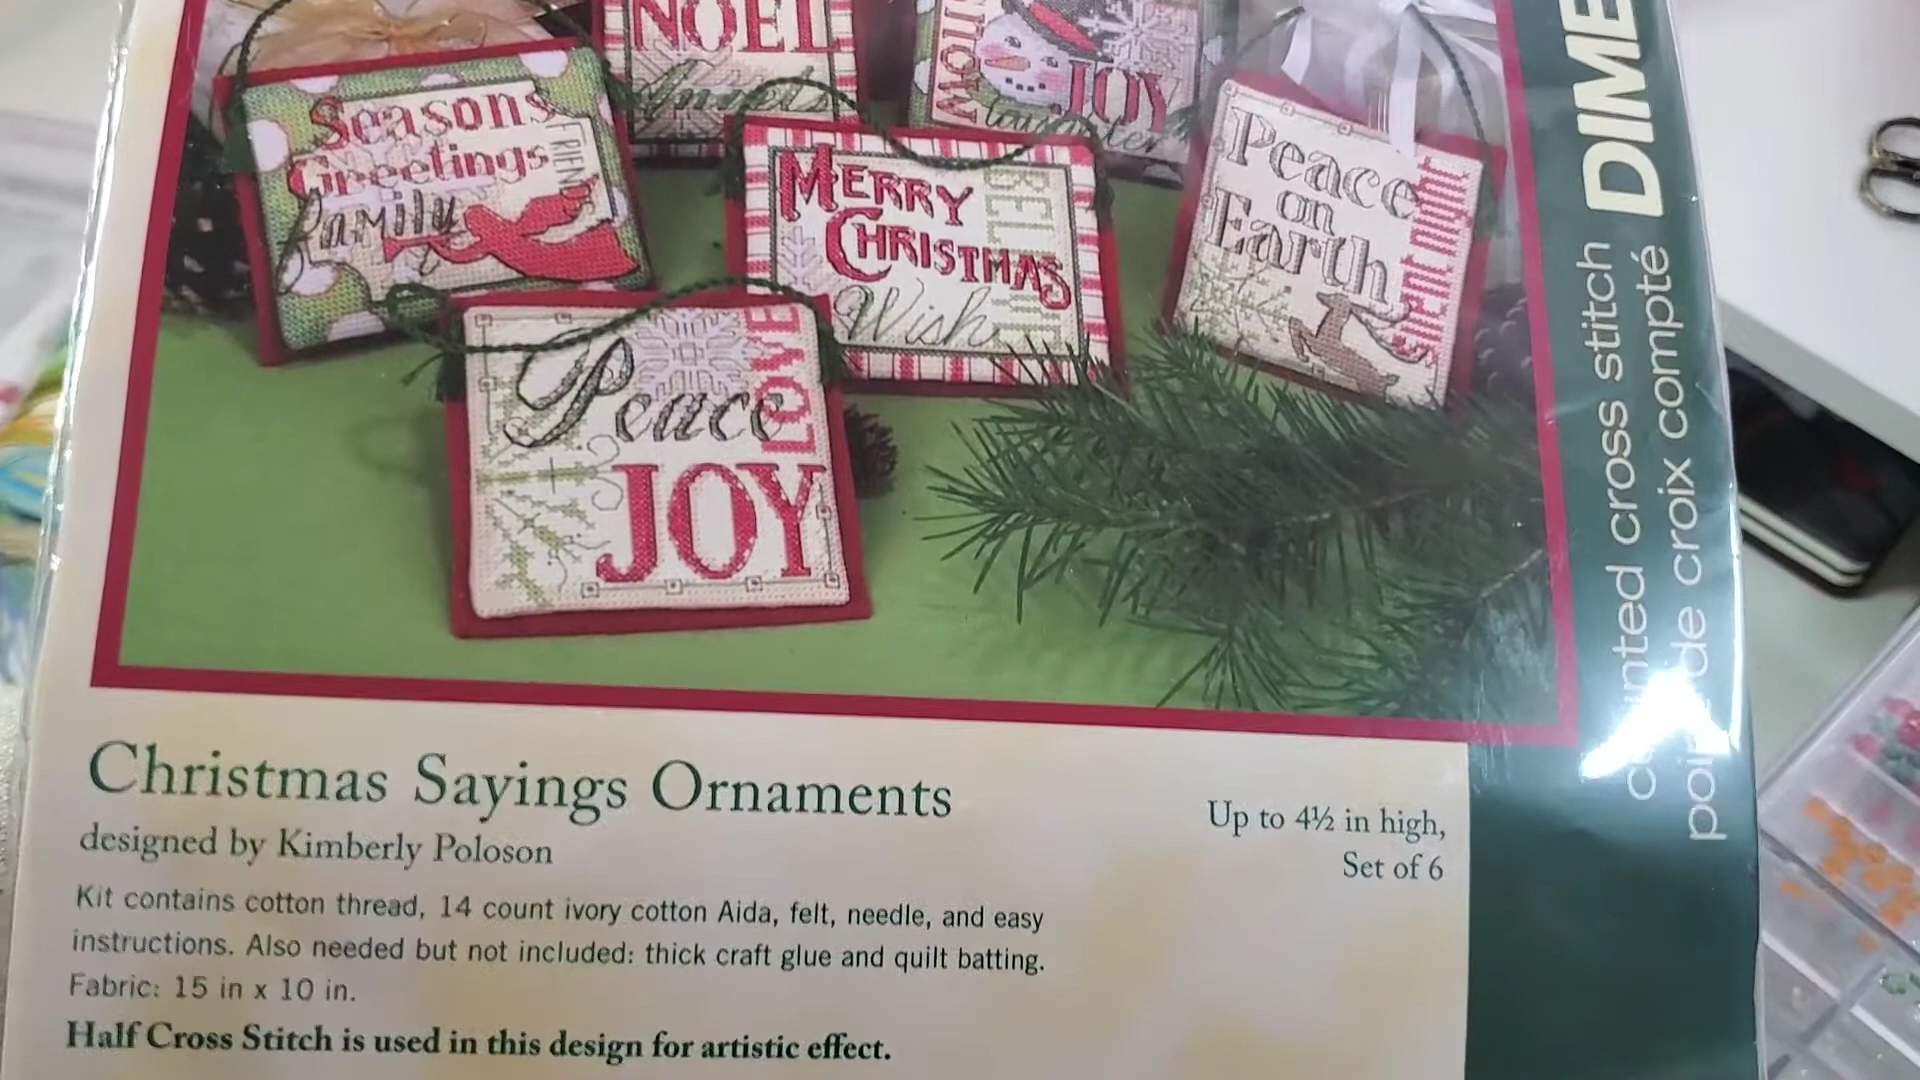 NOEL
JOY
Seasons
Greetings
Family
FRIEND
MERRY
CHRISTMAS
Wish
Peace
on
Earth
Silent night
Peace
LOVE
JOY
DIME
counted cross stitch
point de croix compté
Christmas Sayings Ornaments
designed by Kimberly Poloson
Up to 4½ in high,
Set of 6
Kit contains cotton thread, 14 count ivory cotton Aida, felt, needle, and easy
instructions. Also needed but not included: thick craft glue and quilt batting.
Fabric: 15 in x 10 in.
Half Cross Stitch is used in this design for artistic effect.